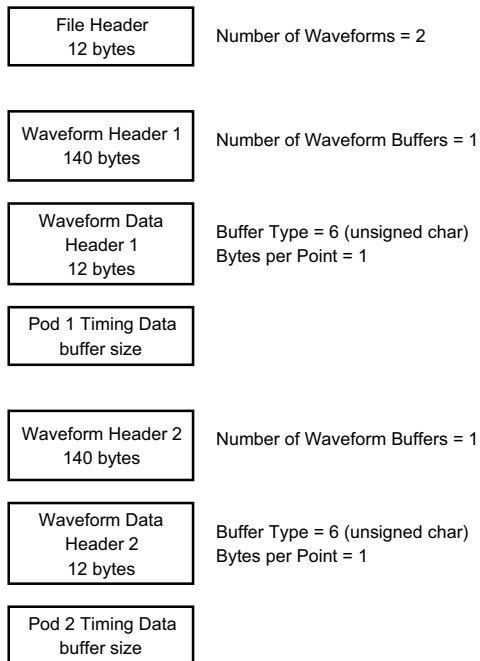 File Header
12 bytes
Number of Waveforms = 2
Waveform Header 1
140 bytes
Number of Waveform Buffers = 1
Waveform Data
Header 1
12 bytes
Buffer Type = 6 (unsigned char)
Bytes per Point = 1
Pod 1 Timing Data
buffer size
Waveform Header 2
140 bytes
Number of Waveform Buffers = 1
Waveform Data
Header 2
12 bytes
Buffer Type = 6 (unsigned char)
Bytes per Point = 1
Pod 2 Timing Data
buffer size